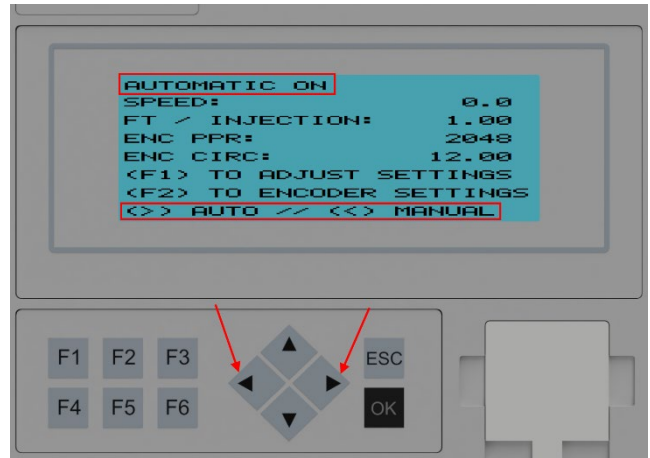 AUTOMATIC ON
SPEED: 0.0
FT / INJECTION: 1.00
ENC PPR: 2048
ENC CIRC: 12.00
<F1> TO ADJUST SETTINGS
<F2> TO ENCODER SETTINGS
<>> AUTO // <<> MANUAL
F1 F2 F3 ESC
F4 F5 F6 OK